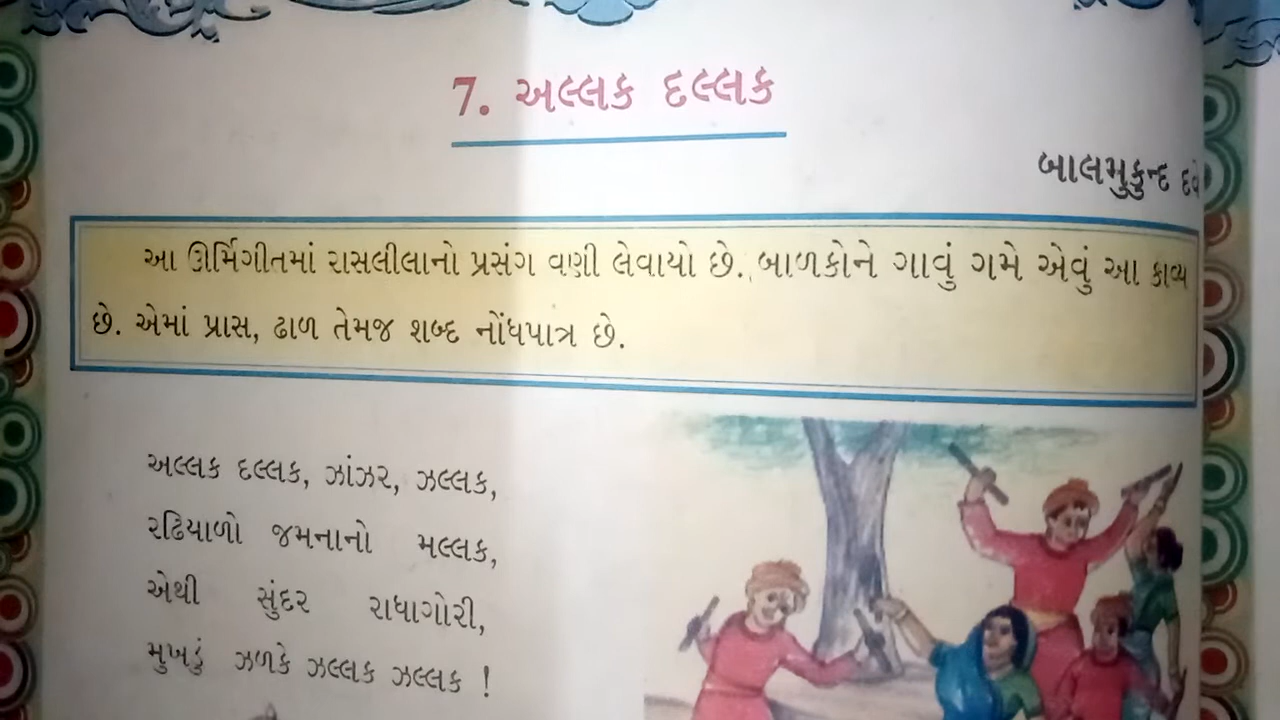 7. અલ્લક દલ્લક
બાલમુકુન્દ દવે
આ ઊર્મિગીતમાં રાસલીલાનો પ્રસંગ વણી લેવાયો છે. બાળકોને ગાવું ગમે એવું આ કાવ્ય
છે. એમાં પ્રાસ, ઢાળ તેમજ શબ્દ નોંધપાત્ર છે.
અલ્લક દલ્લક, ઝાંઝર, ઝલ્લક,
રઢિયાળો જમનાનો મલ્લક,
એથી સુંદર રાધાગોરી,
મુખડું ઝળકે ઝલ્લક ઝલ્લક !